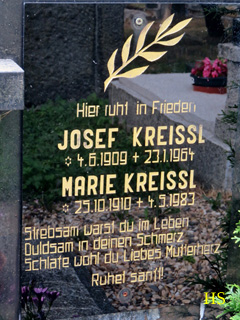 Hier ruht in Frieden
JOSEF KREISSL
✩ 4.6.1909 + 23.1.1964
MARIE KREISSL
✩ 25.10.1910 + 4.5.1983
Strebsam warst du im Leben
Duldsam in deinen Schmerz
Schlafe wohl du Liebes Mutterherz
Ruhet sanft!
HS